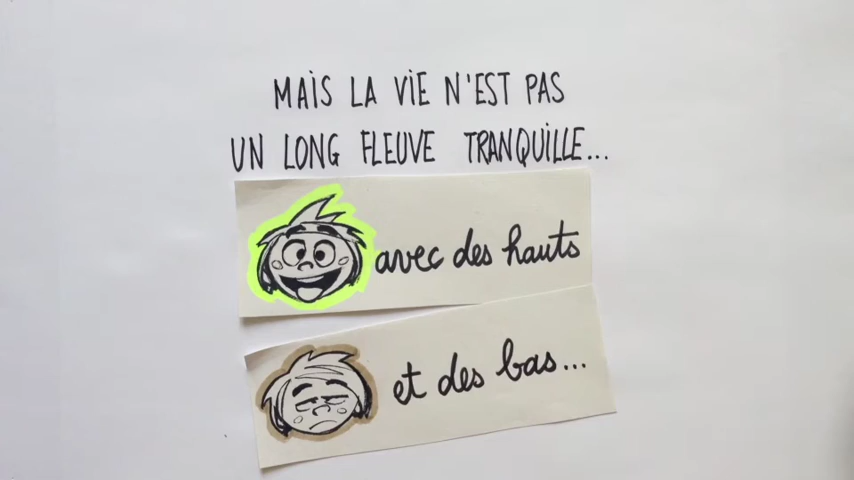 MAIS LA VIE N'EST PAS
UN LONG FLEUVE TRANQUILLE...
avec des hauts
et des bas...